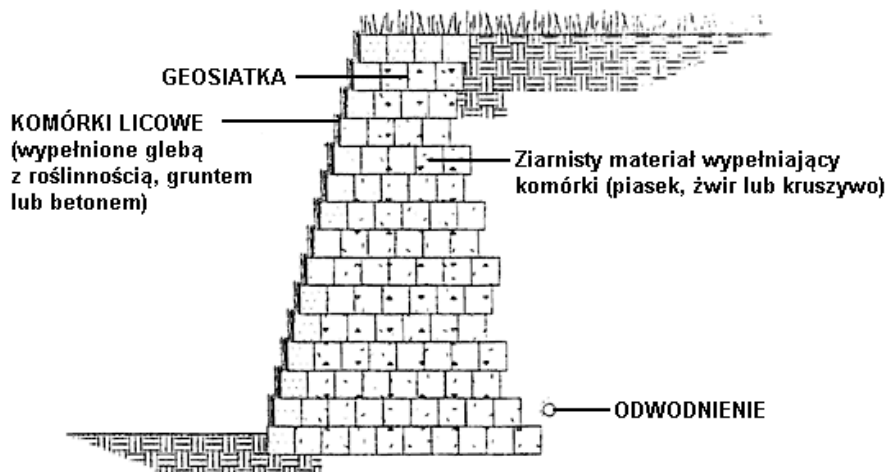 GEOSIATKA
KOMÓRKI LICOWE
(wypełnione glebą
z roślinnością, gruntem
lub betonem)
Ziarnisty materiał wypełniający
komórki (piasek, żwir lub kruszywo)
ODWODNIENIE